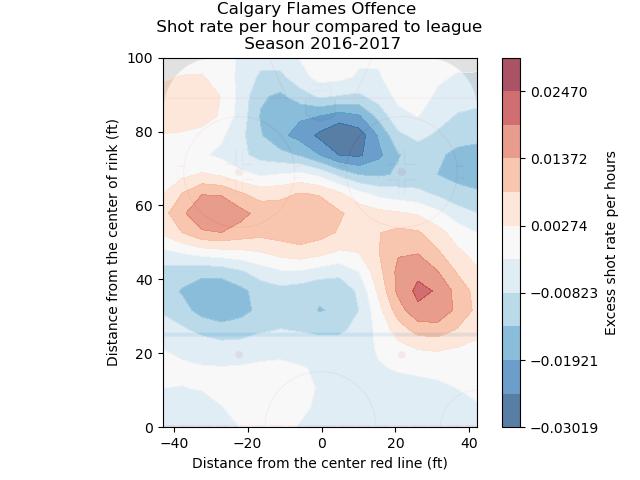 Calgary Flames Offence
Shot rate per hour compared to league
Season 2016-2017
100
80
60
40
20
0
−40
−20
0
20
40
Distance from the center of rink (ft)
Distance from the center red line (ft)
0.02470
0.01372
0.00274
−0.00823
−0.01921
−0.03019
Excess shot rate per hours